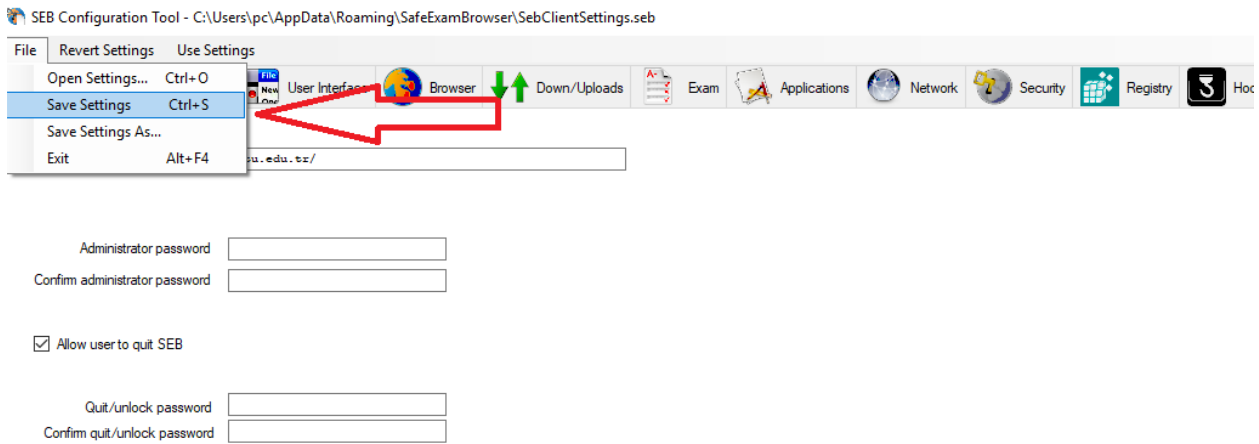 SEB Configuration Tool - C:\Users\pc\AppData\Roaming\SafeExamBrowser\SebClientSettings.seb
File Revert Settings Use Settings
Open Settings... Ctrl+O
Save Settings Ctrl+S
Save Settings As...
Exit Alt+F4
File
New
User Interface Browser Down/Uploads Exam Applications Network Security Registry Hoo
su.edu.tr/
Administrator password
Confirm administrator password
Allow user to quit SEB
Quit/unlock password
Confirm quit/unlock password